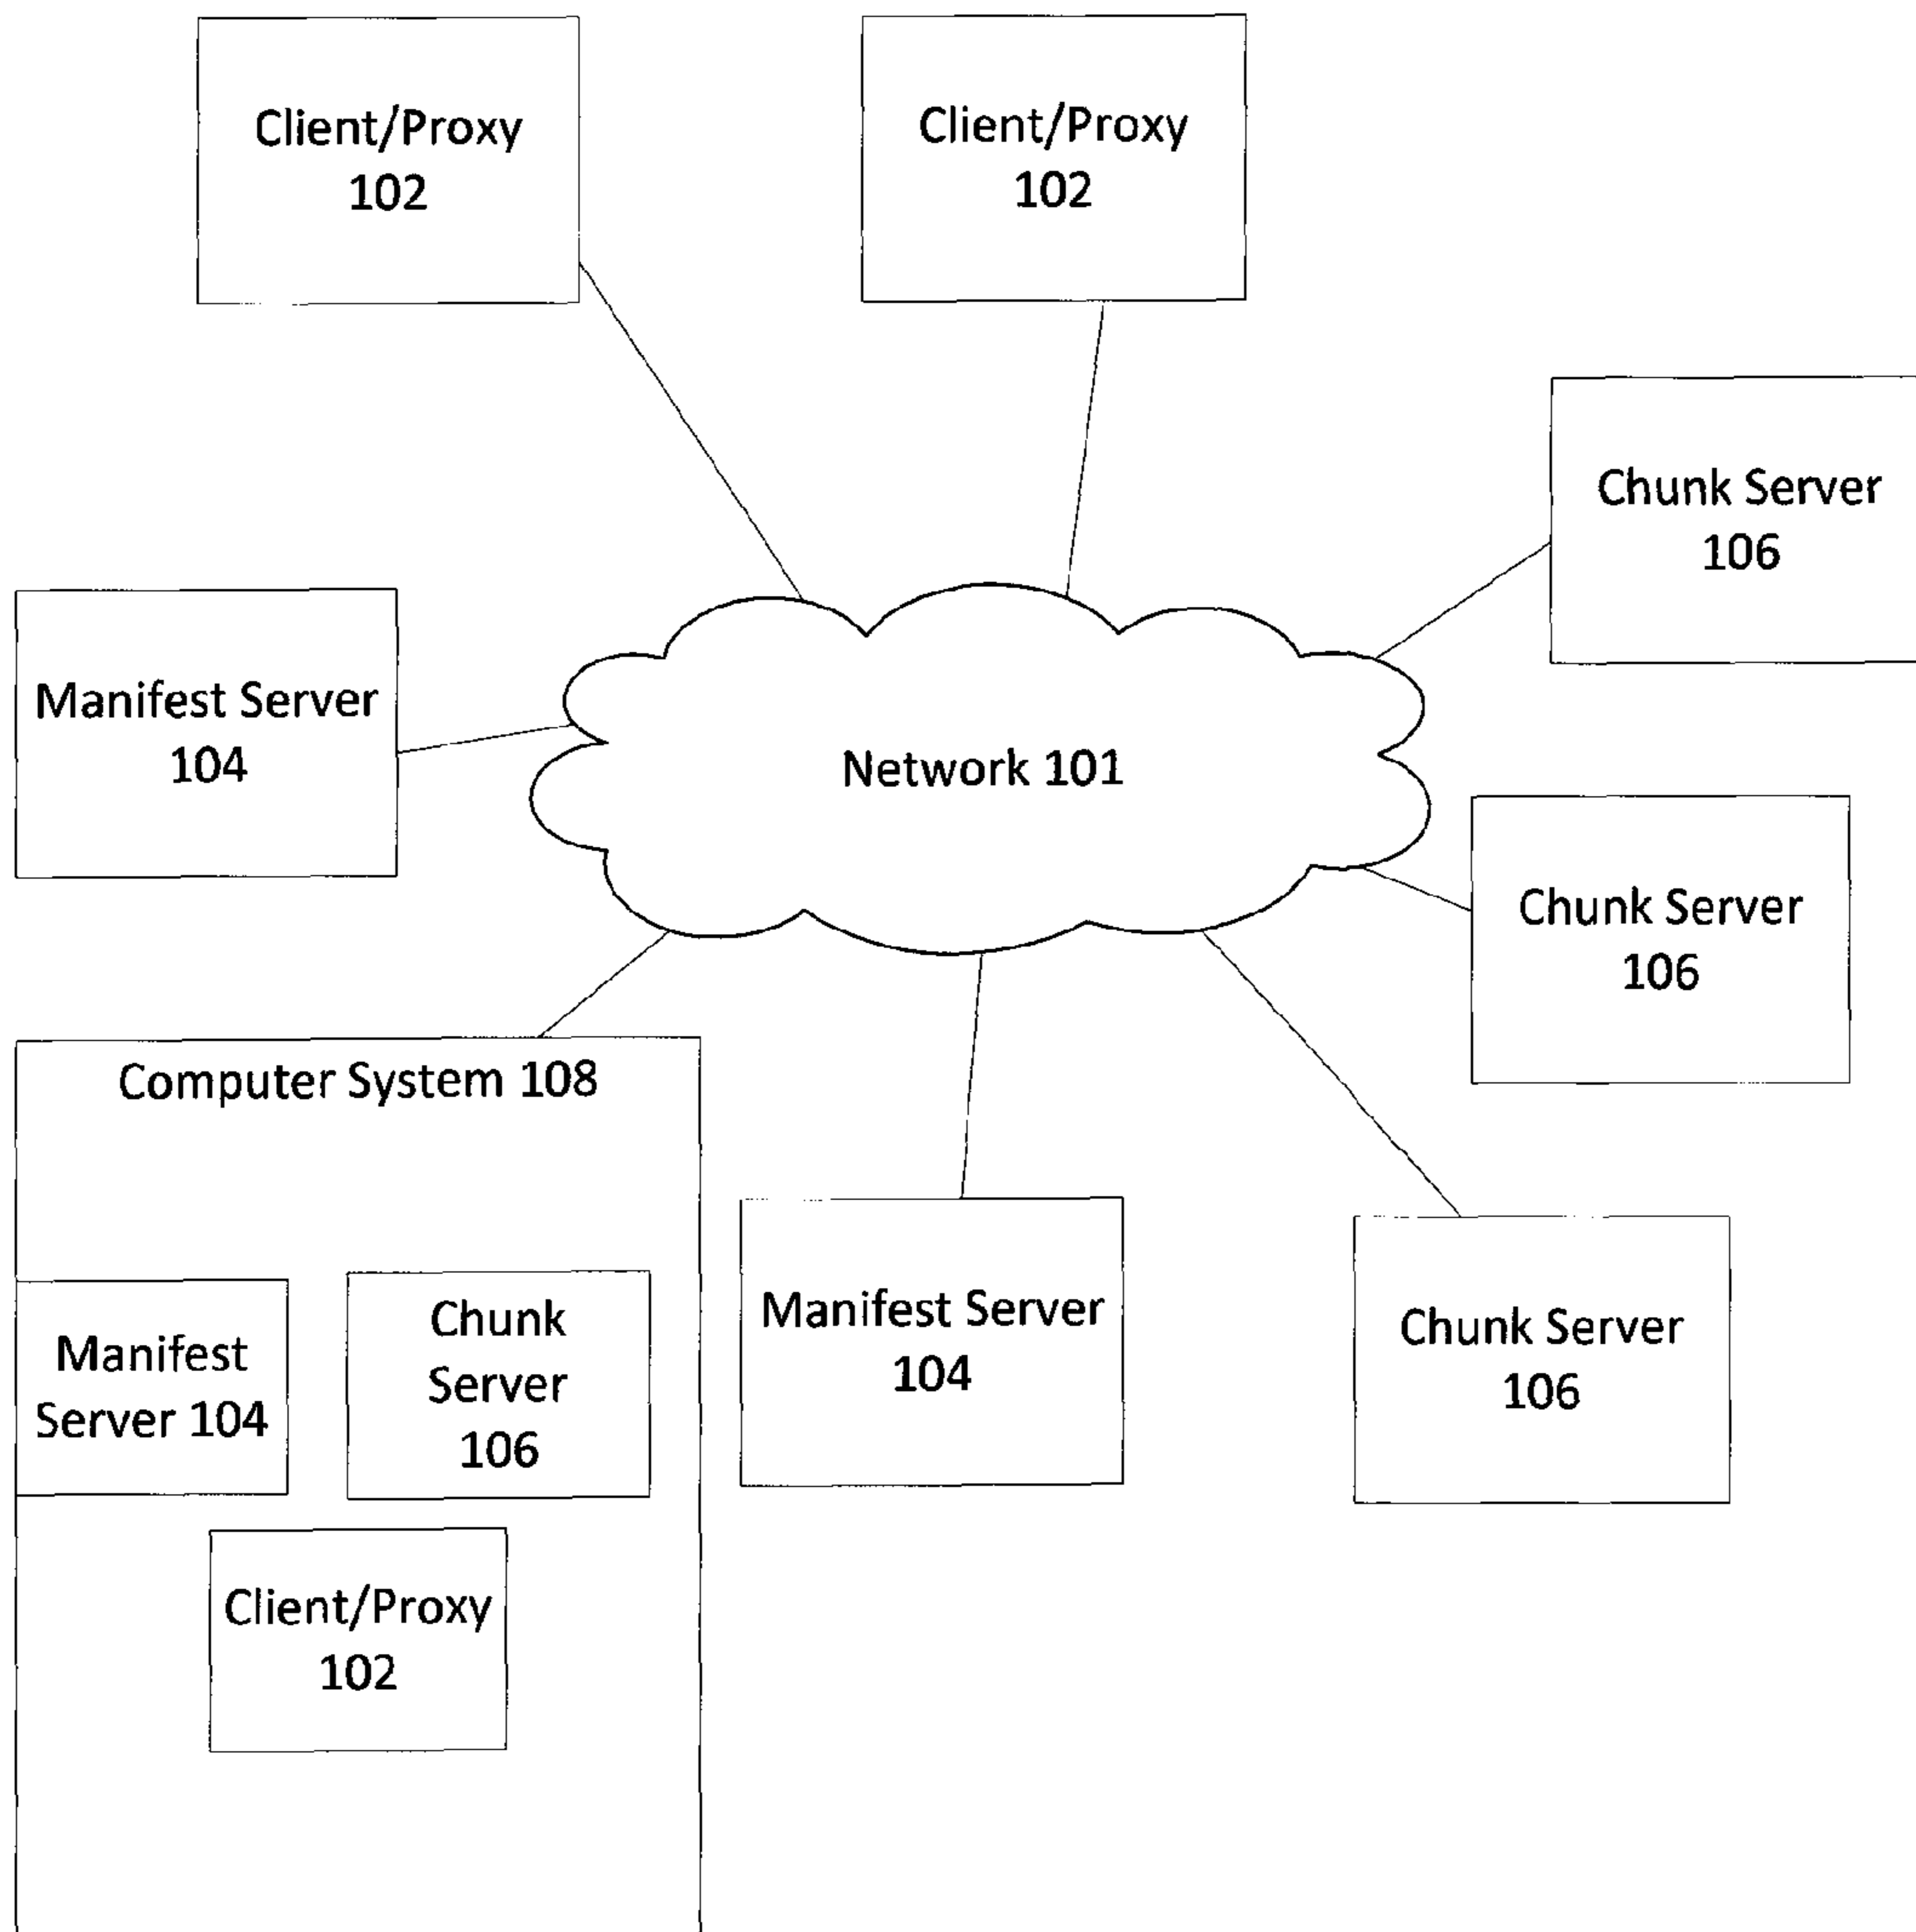 Client/Proxy
102
Client/Proxy
102
Chunk Server
106
Manifest Server
104
Network 101
Chunk Server
106
Computer System 108
Manifest Server
104
Chunk Server
106
Manifest
Server 104
Chunk
Server
106
Client/Proxy
102